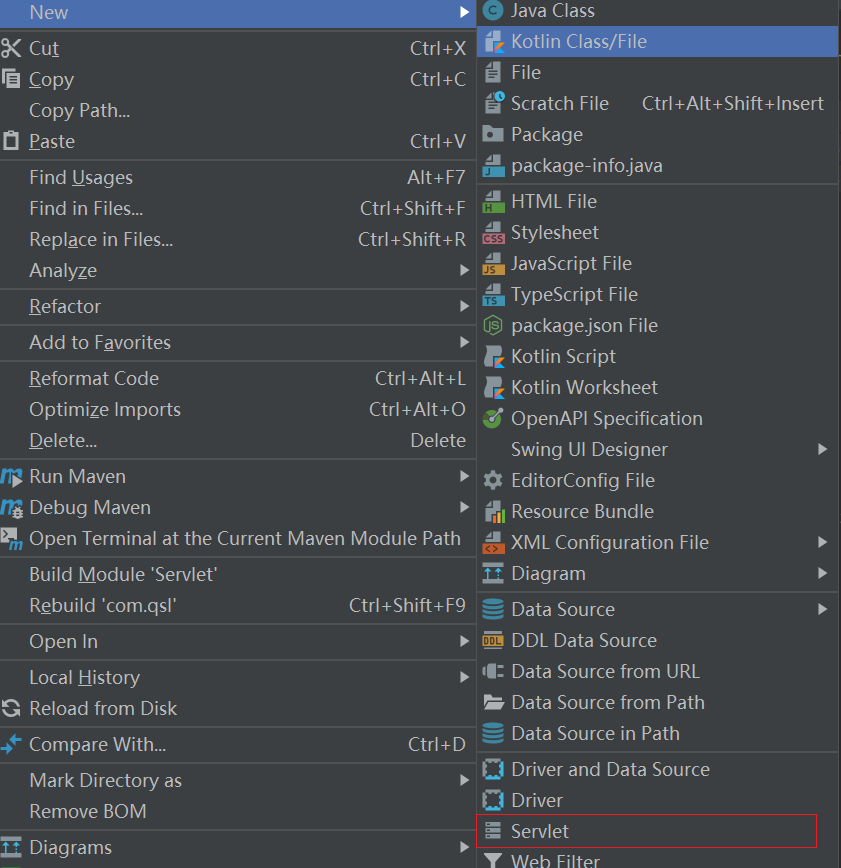 New
Cut Ctrl+X
Copy Ctrl+C
Copy Path...
Paste Ctrl+V
Find Usages Alt+F7
Find in Files... Ctrl+Shift+F
Replace in Files... Ctrl+Shift+R
Analyze
Refactor
Add to Favorites
Reformat Code Ctrl+Alt+L
Optimize Imports Ctrl+Alt+O
Delete... Delete
Run Maven
Debug Maven
Open Terminal at the Current Maven Module Path
Build Module 'Servlet'
Rebuild 'com.qsl' Ctrl+Shift+F9
Open In
Local History
Reload from Disk
Compare With... Ctrl+D
Mark Directory as
Remove BOM
Diagrams
Java Class
Kotlin Class/File
File
Scratch File Ctrl+Alt+Shift+Insert
Package
package-info.java
HTML File
Stylesheet
JavaScript File
TypeScript File
package.json File
Kotlin Script
Kotlin Worksheet
OpenAPI Specification
Swing UI Designer
EditorConfig File
Resource Bundle
XML Configuration File
Diagram
Data Source
DDL Data Source
Data Source from URL
Data Source from Path
Data Source in Path
Driver and Data Source
Driver
Servlet
Web Filter